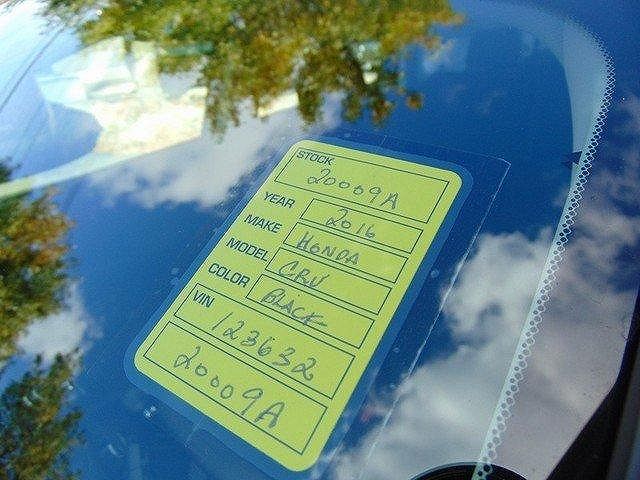 STOCK 20009A
YEAR 2016
MAKE HONDA
MODEL CRV
COLOR BLACK
VIN 123632
20009A